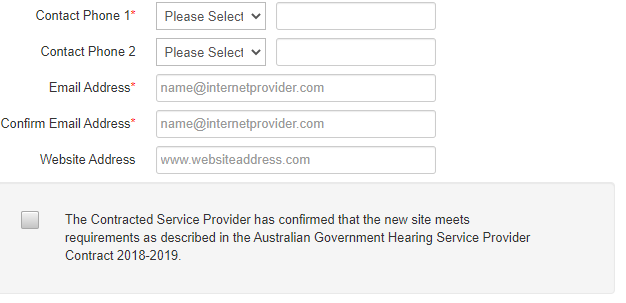 Contact Phone 1* Please Select
Contact Phone 2 Please Select
Email Address* name@internetprovider.com
Confirm Email Address* name@internetprovider.com
Website Address www.websiteaddress.com
The Contracted Service Provider has confirmed that the new site meets
requirements as described in the Australian Government Hearing Service Provider
Contract 2018-2019.